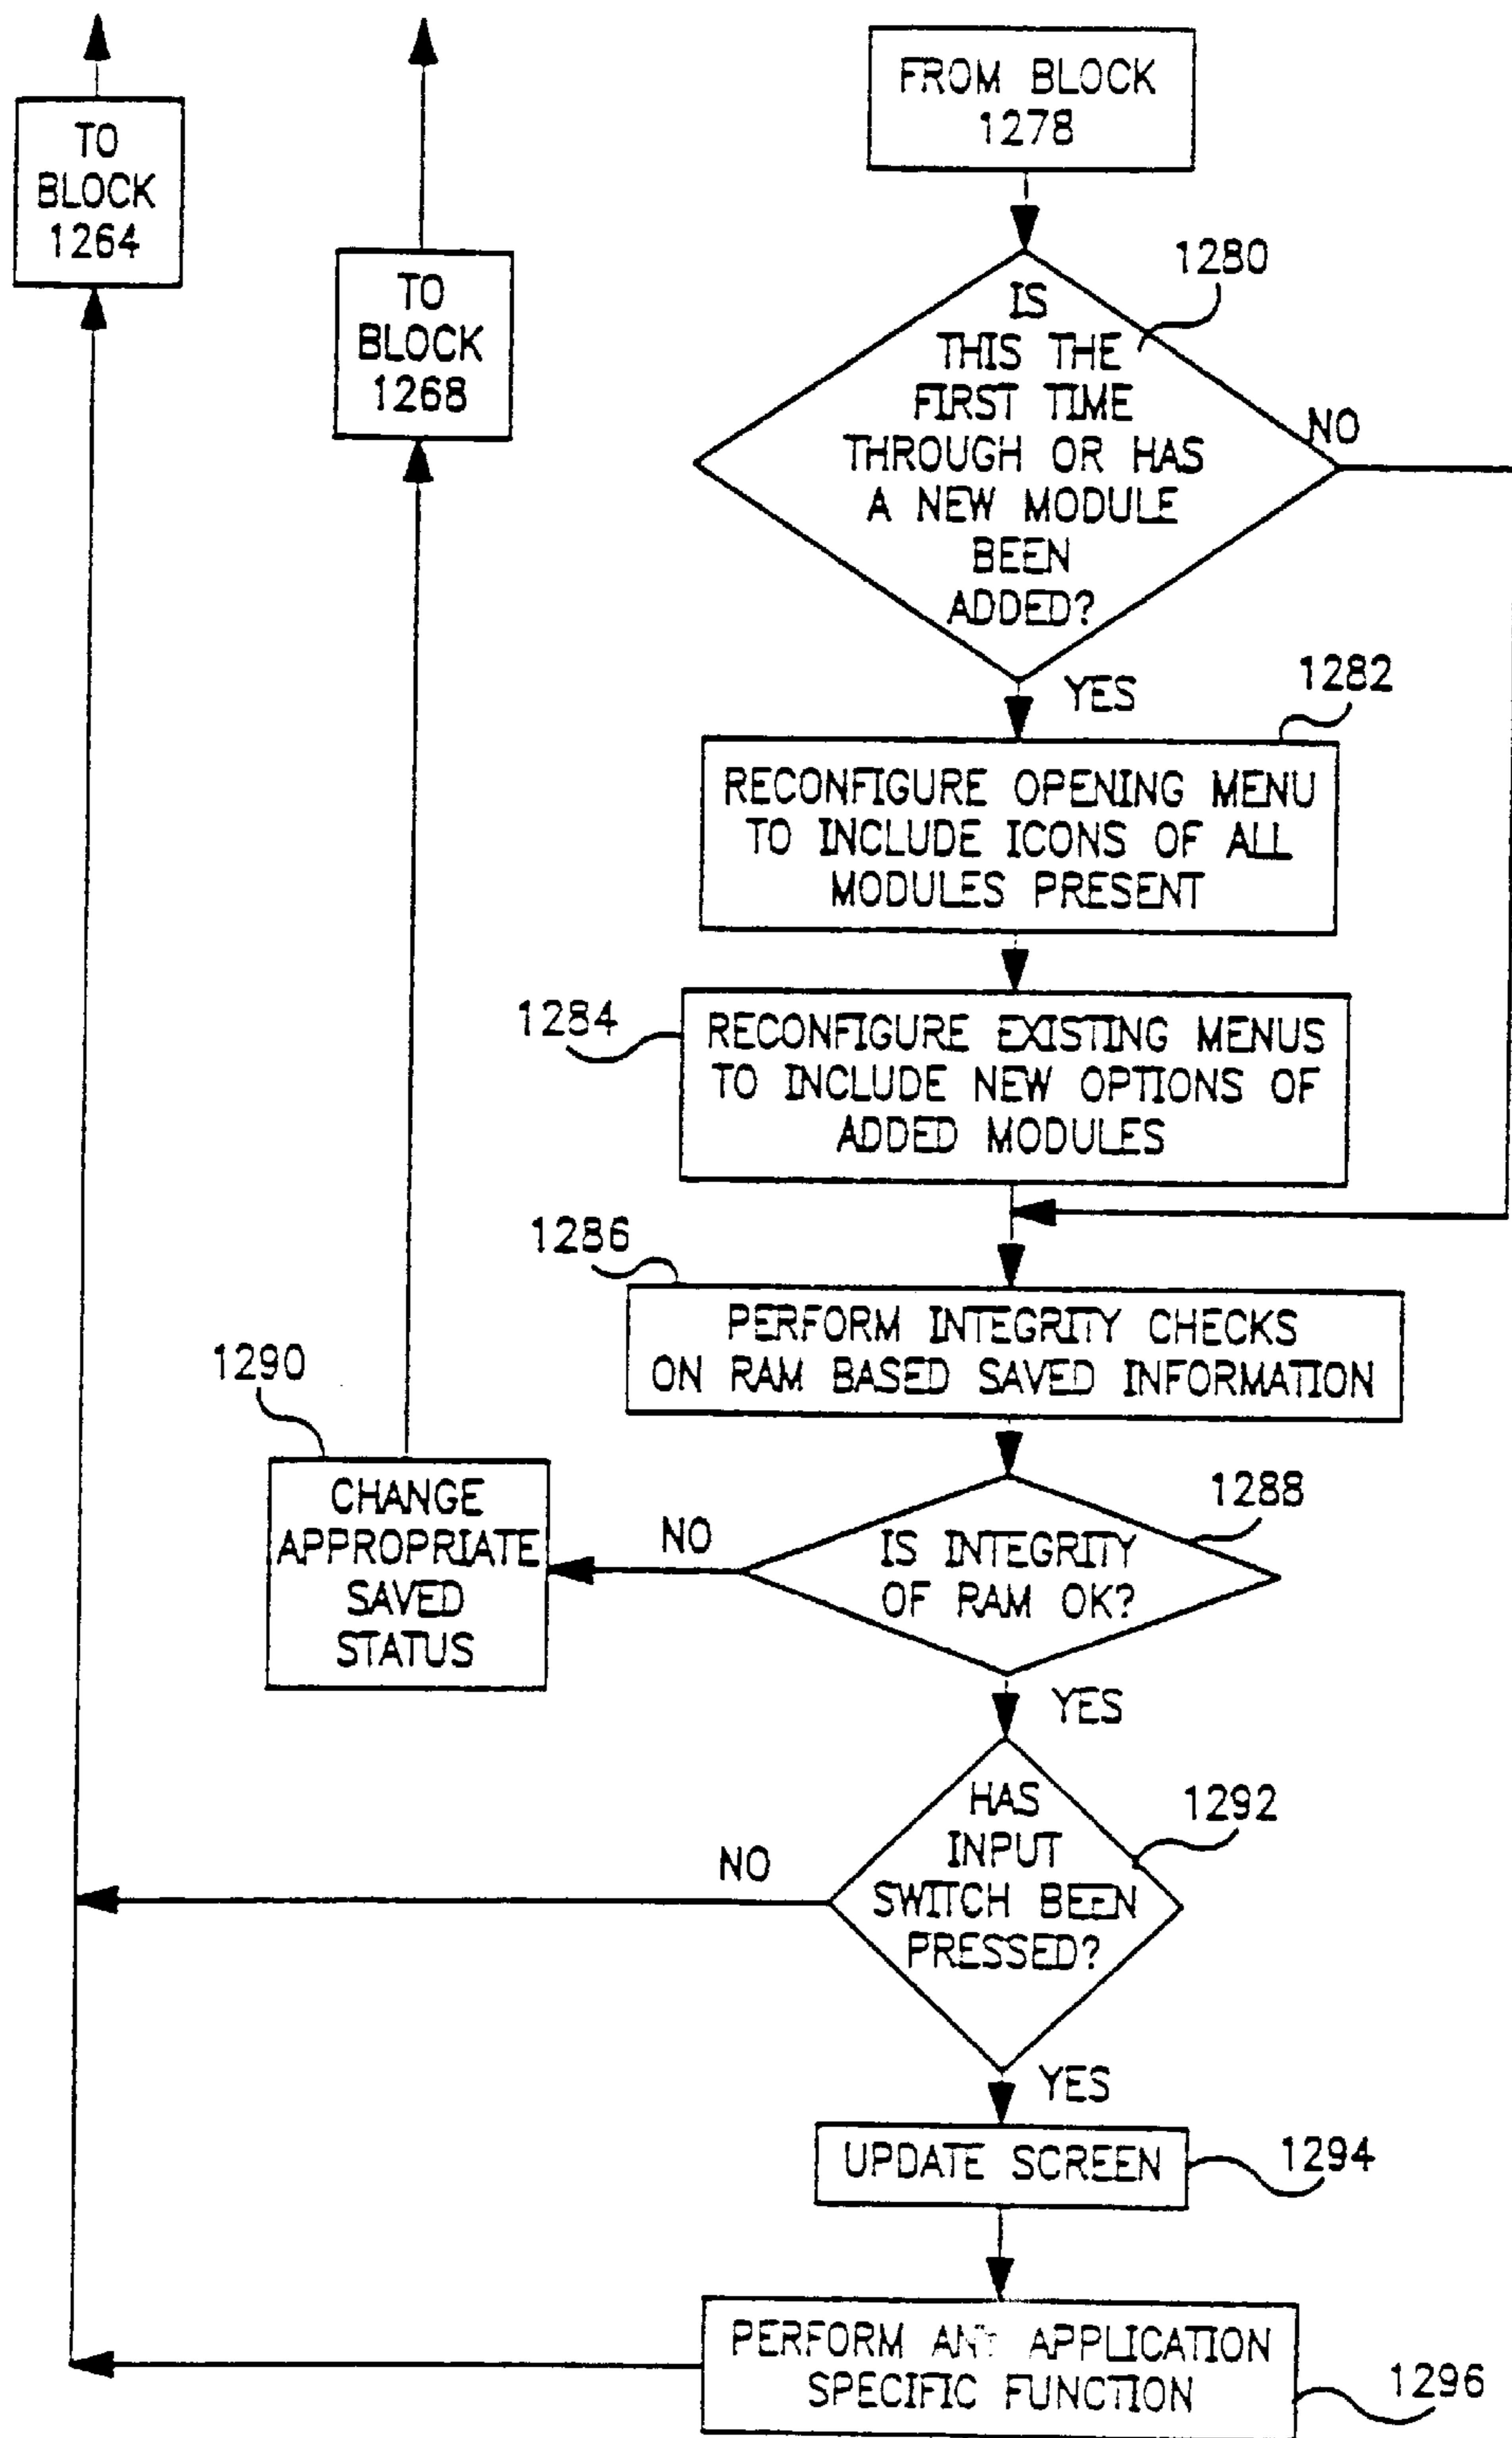 TO
BLOCK
1264
TO
BLOCK
1268
FROM BLOCK
1278
1280
IS
THIS THE
FIRST TIME
THROUGH OR HAS
A NEW MODULE
BEEN
ADDED?
NO
YES
1282
RECONFIGURE OPENING MENU
TO INCLUDE ICONS OF ALL
MODULES PRESENT
1284
RECONFIGURE EXISTING MENUS
TO INCLUDE NEW OPTIONS OF
ADDED MODULES
1286
PERFORM INTEGRITY CHECKS
ON RAM BASED SAVED INFORMATION
1288
IS INTEGRITY
OF RAM OK?
NO
1290
CHANGE
APPROPRIATE
SAVED
STATUS
YES
1292
HAS
INPUT
SWITCH BEEN
PRESSED?
NO
YES
UPDATE SCREEN
1294
PERFORM ANY APPLICATION
SPECIFIC FUNCTION
1296